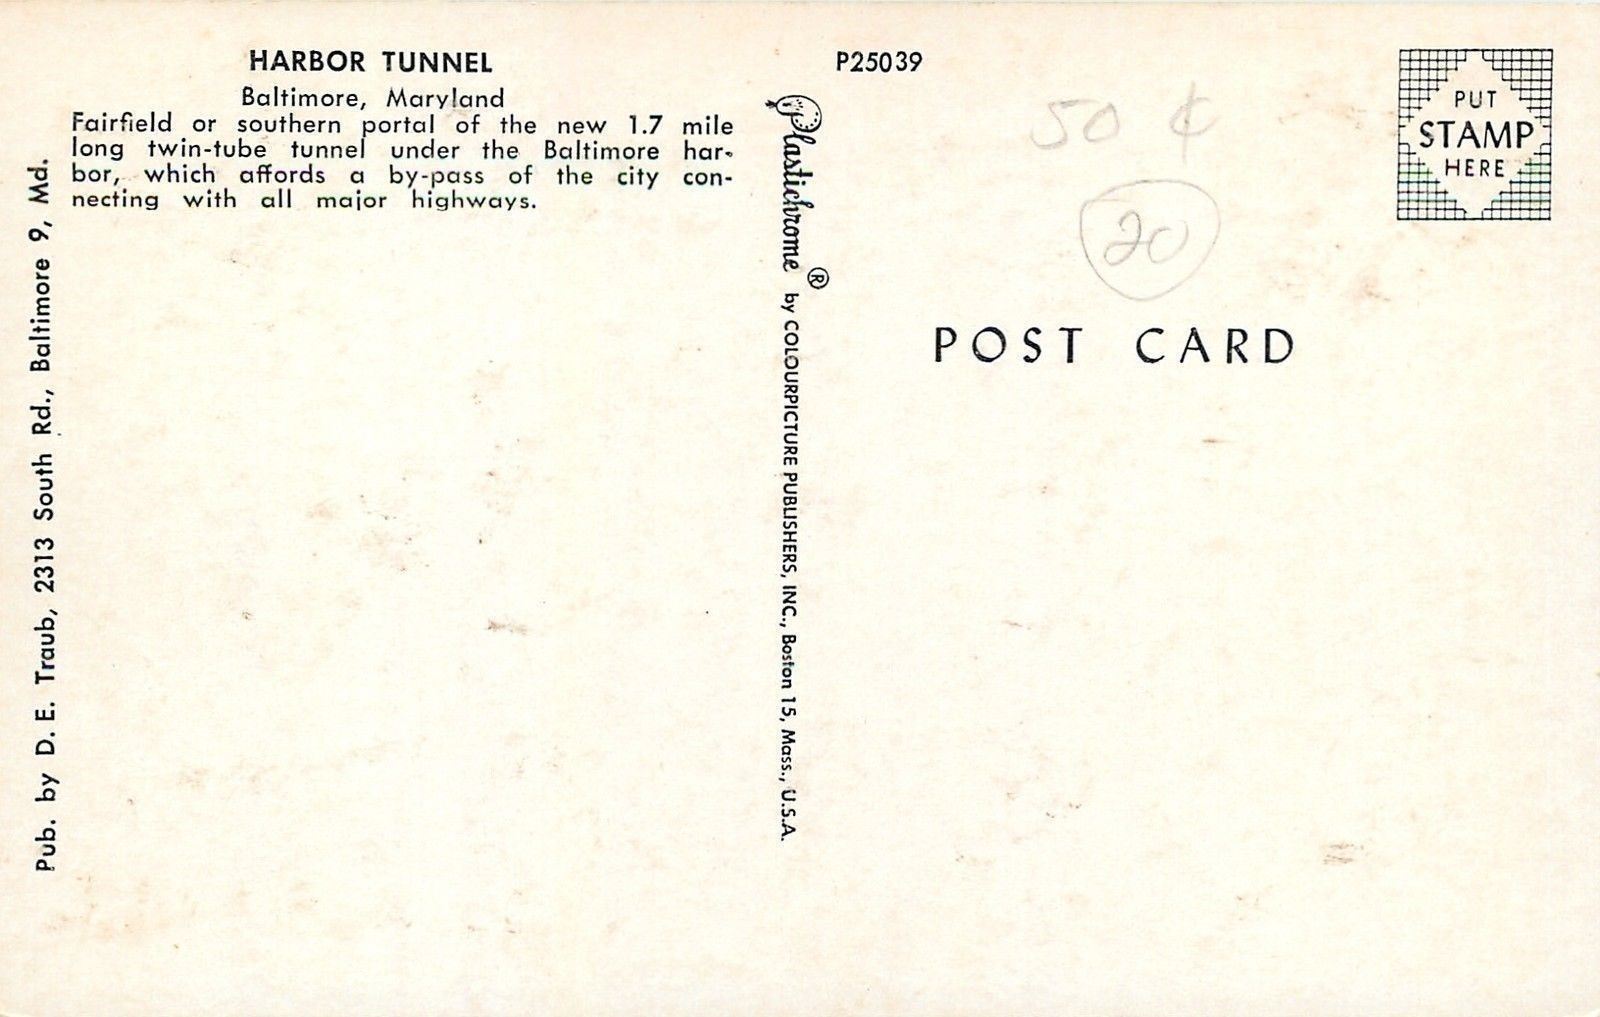 HARBOR TUNNEL
Baltimore, Maryland
Fairfield or southern portal of the new 1.7 mile
long twin-tube tunnel under the Baltimore har-
bor, which affords a by-pass of the city con-
necting with all major highways.
Pub. by D. E. Traub, 2313 South Rd., Baltimore 9, Md.
Plastichrome ® by COLOURPICTURE PUBLISHERS, INC., Boston 15, Mass., U.S.A.
P25039
50 ¢
20
PUT
STAMP
HERE
POST CARD